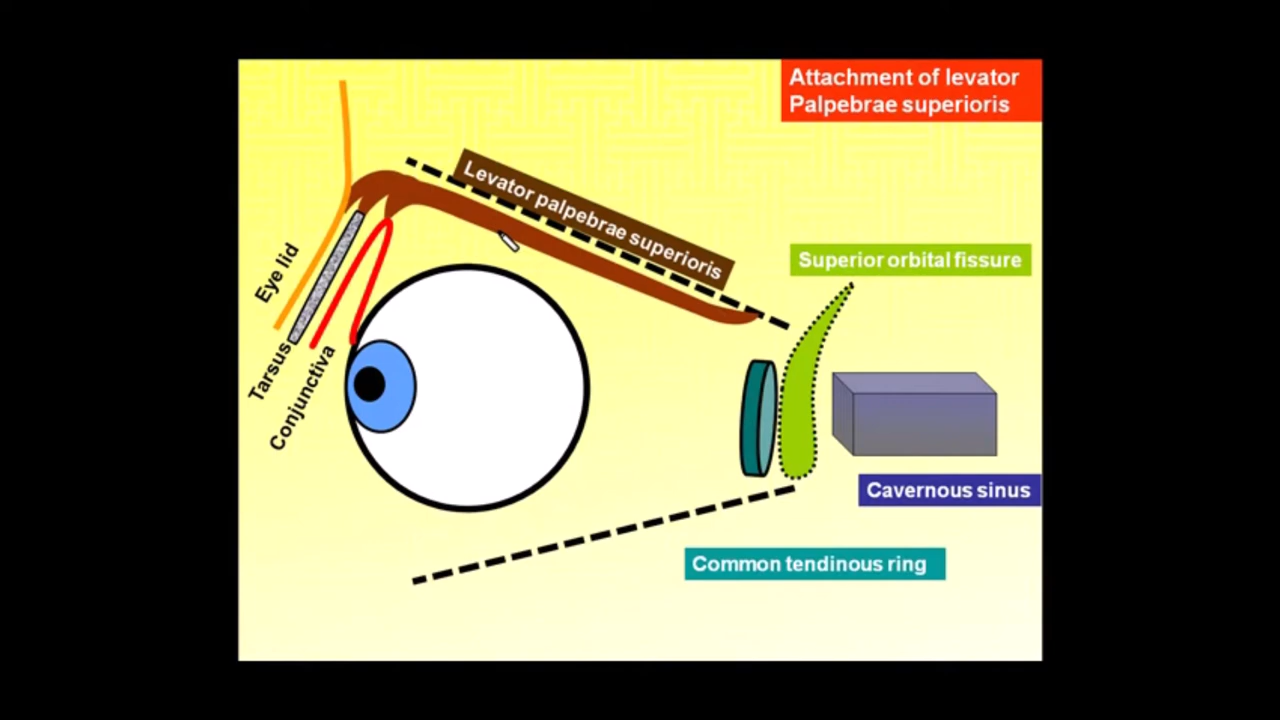 Attachment of levator
Palpebrae superioris
Levator palpebrae superioris
Superior orbital fissure
Eye lid
Tarsus
Conjunctiva
Cavernous sinus
Common tendinous ring